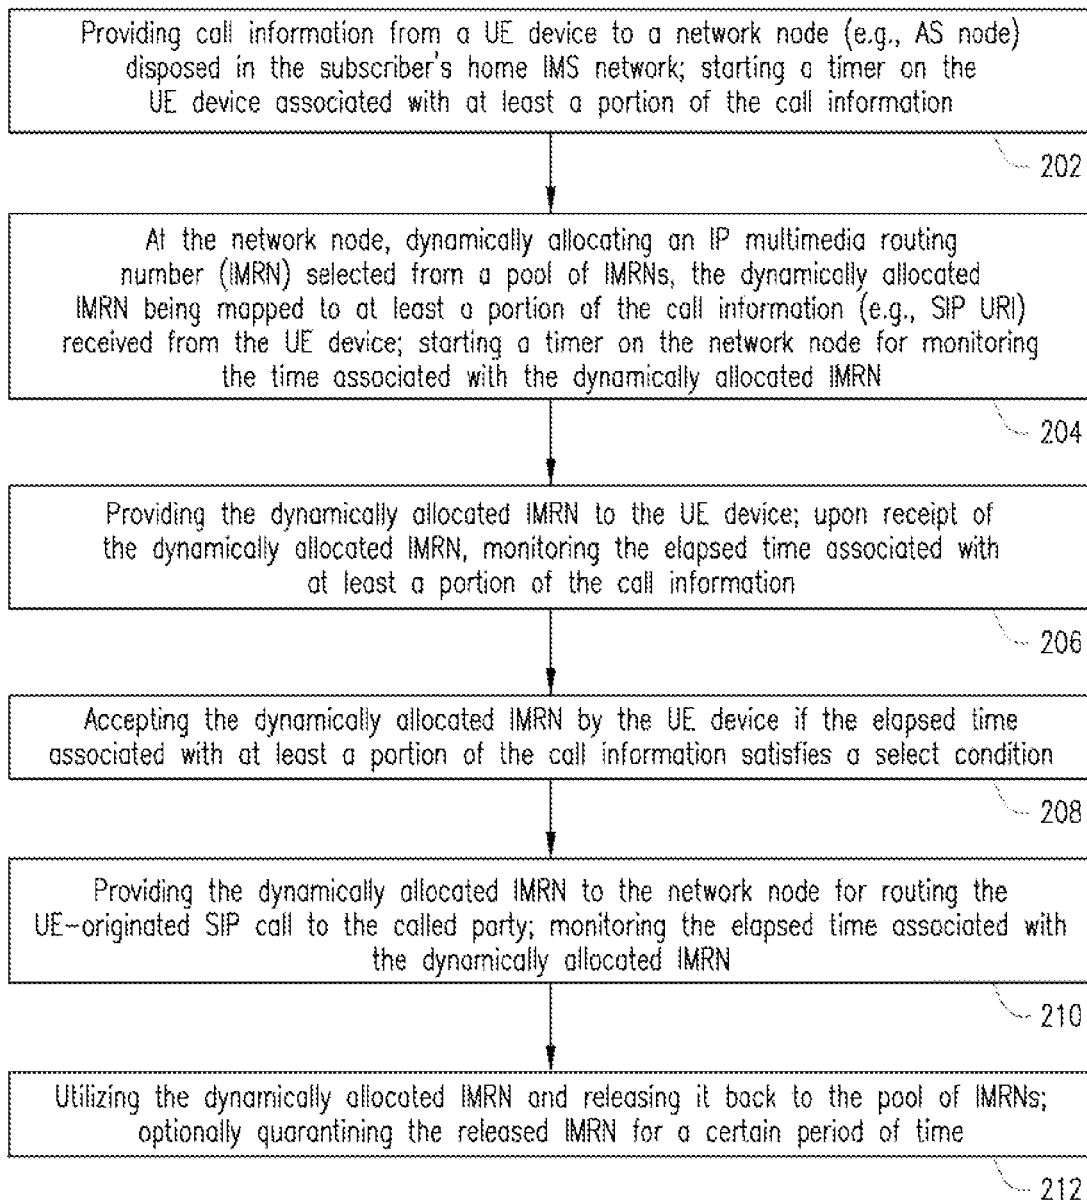 Providing call information from a UE device to a network node (e.g., AS node)
disposed in the subscriber's home IMS network; starting a timer on the
UE device associated with at least a portion of the call information
202
At the network node, dynamically allocating an IP multimedia routing
number (IMRN) selected from a pool of IMRNs, the dynamically allocated
IMRN being mapped to at least a portion of the call information (e.g., SIP URI)
received from the UE device; starting a timer on the network node for monitoring
the time associated with the dynamically allocated IMRN
204
Providing the dynamically allocated IMRN to the UE device; upon receipt of
the dynamically allocated IMRN, monitoring the elapsed time associated with
at least a portion of the call information
206
Accepting the dynamically allocated IMRN by the UE device if the elapsed time
associated with at least a portion of the call information satisfies a select condition
208
Providing the dynamically allocated IMRN to the network node for routing the
UE-originated SIP call to the called party; monitoring the elapsed time associated with
the dynamically allocated IMRN
210
Utilizing the dynamically allocated IMRN and releasing it back to the pool of IMRNs;
optionally quarantining the released IMRN for a certain period of time
212